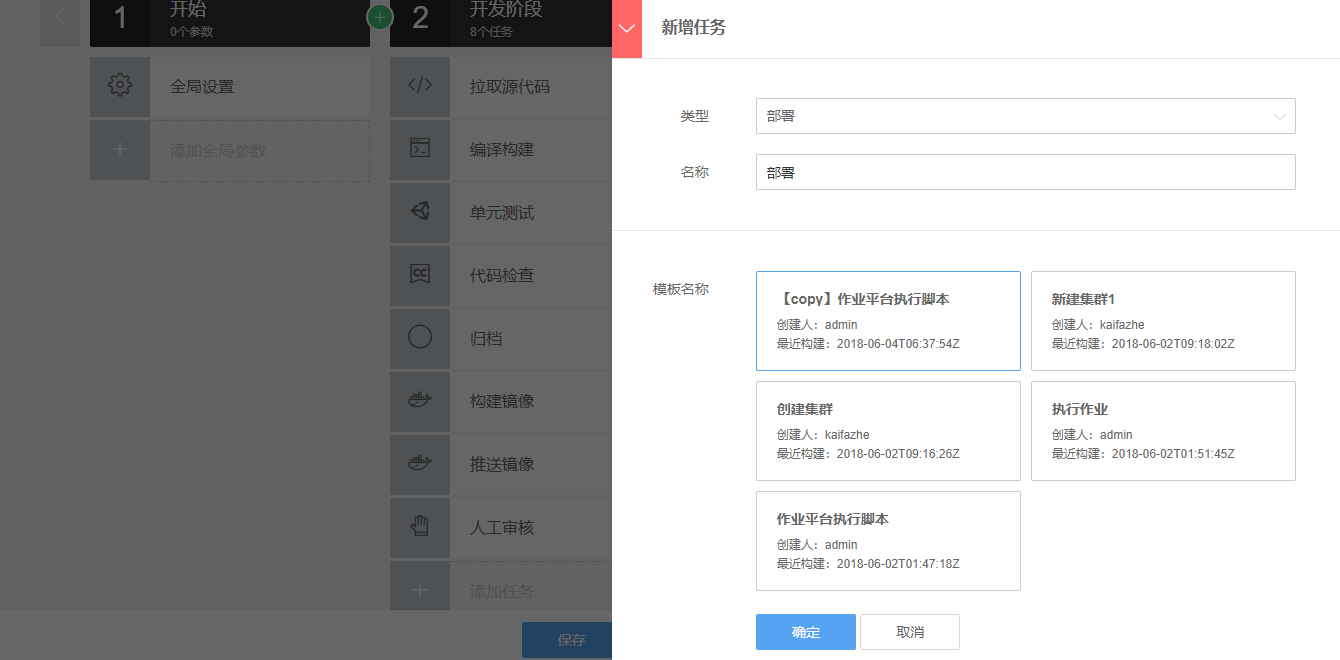 1
开始
0个参数
2
开发阶段
8个任务
全局设置
添加全局参数
拉取源代码
编译构建
单元测试
CC
代码检查
归档
构建镜像
推送镜像
人工审核
添加任务
保存
新增任务
类型
部署
名称
部署
模板名称
【copy】作业平台执行脚本
创建人：admin
最近构建：2018-06-04T06:37:54Z
新建集群1
创建人：kaifazhe
最近构建：2018-06-02T09:18:02Z
创建集群
创建人：kaifazhe
最近构建：2018-06-02T09:16:26Z
执行作业
创建人：admin
最近构建：2018-06-02T01:51:45Z
作业平台执行脚本
创建人：admin
最近构建：2018-06-02T01:47:18Z
确定
取消